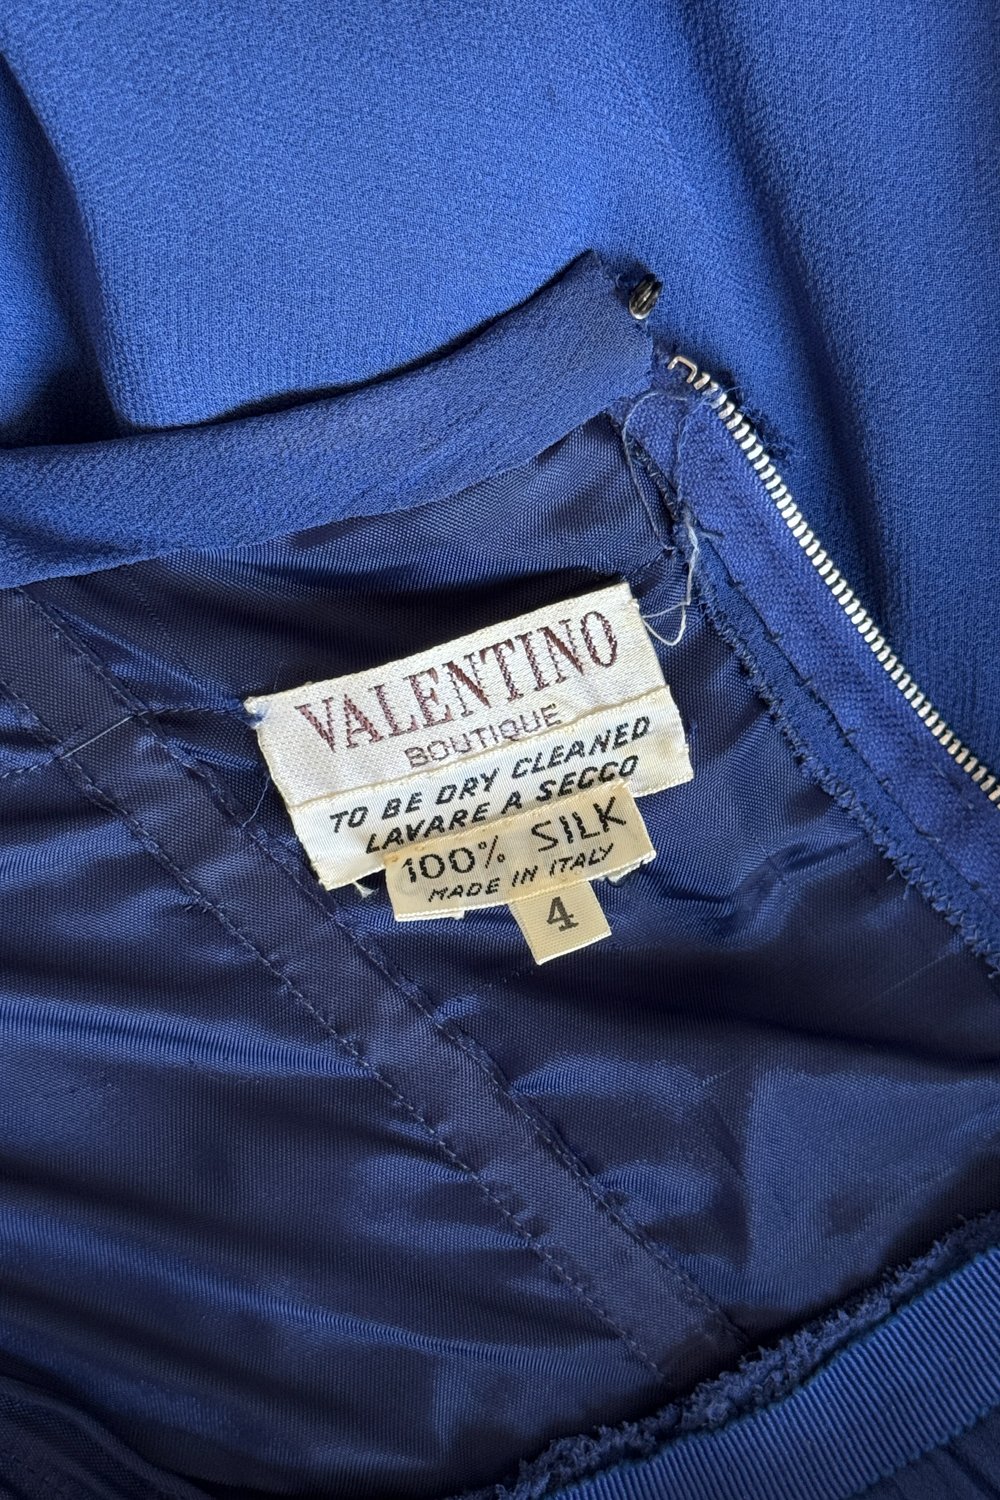 VALENTINO
BOUTIQUE
TO BE DRY CLEANED
LAVARE A SECCO
100% SILK
MADE IN ITALY
4